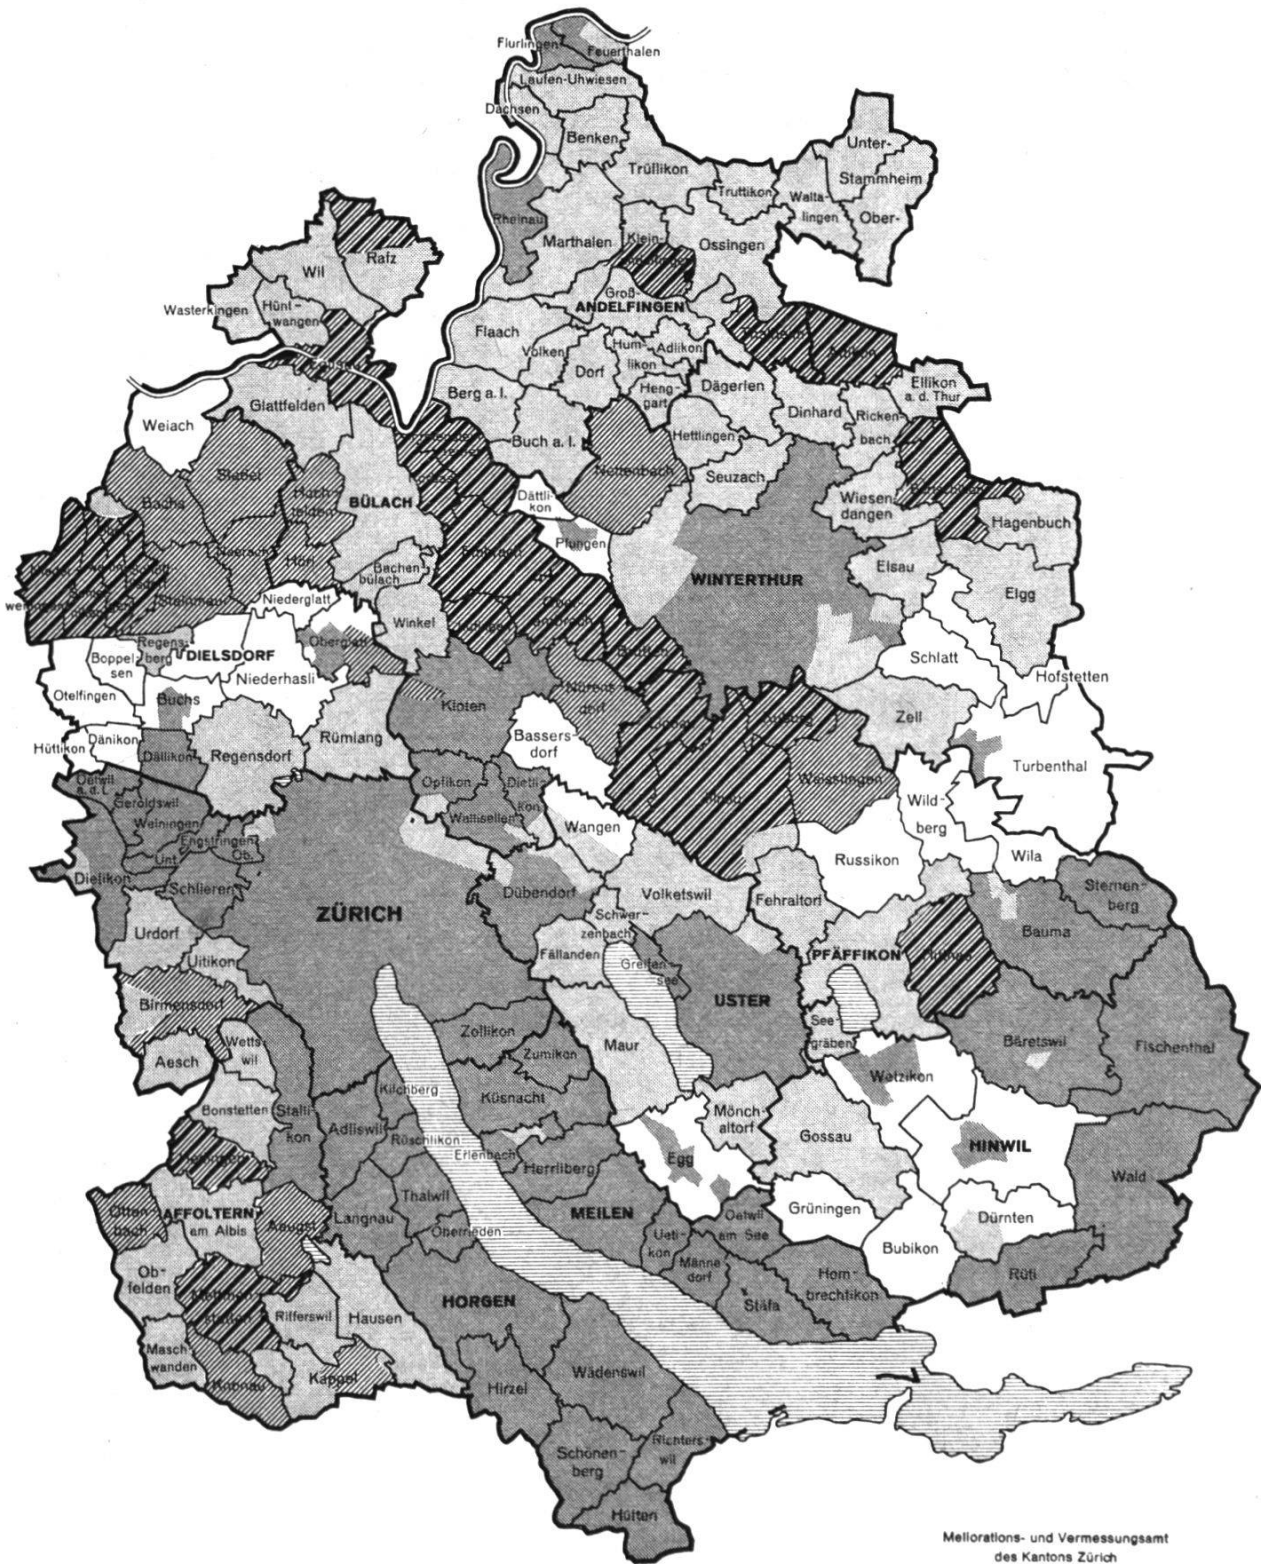 Flurlingen
Feuerthalen
Laufen-Uhwiesen
Dachsen
Benken
Unter-
Trüllikon
Stammheim
Truttikon
Walta-
lingen
Ober-
Rheinau
Marthalen
Klein-
Ossingen
Rafz
Wil
Groß-
ANDELFINGEN
Wasterkingen
Hünt-
wangen
Flaach
Volken
Dorf
Hum-
likon
Adlikon
Heng-
gart
Dägerlen
Ellikon
a. d. Thur
Berg a. I.
Dinhard
Ricken-
bach
Glattfelden
Weiach
Buch a. I.
Hettlingen
Nettenbach
Seuzach
Stadel
Bachs
Hoch-
felden
BÜLACH
Dättli-
kon
Wiesen
dangen
Hagenbuch
Pfungen
Neerach
Höri
Bachen
bülach
WINTERTHUR
Elsau
Elgg
Steinmaur
Niederglatt
Winkel
Embrach
Ober
embrach
Regens-
berg
DIELSDORF
Oberglatt
Boppel-
sen
Niederhasli
Schlatt
Hofstetten
Otelfingen
Buchs
Kloten
Nürens
dorf
Zell
Hüttikon
Dänikon
Dällikon
Regensdorf
Rümlang
Bassers-
dorf
Turbenthal
Weisslingen
Oetwil
a. d. L.
Geroldswil
Weiningen
Engstringen
Unt.
Ob.
Opfikon
Dietli-
kon
Wallisellen
Wangen
Wild-
berg
Wila
Russikon
Dietikon
Schlieren
ZÜRICH
Dübendorf
Volketswil
Fehraltorf
Sternen-
berg
Bauma
Urdorf
Uitikon
Schwer-
zenbach
Fällanden
Greifen-
see
USTER
PFÄFFIKON
Birmensdorf
Zollikon
Zumikon
Maur
See-
gräben
Bäretswil
Fischenthal
Aesch
Wetts-
wil
Kilchberg
Küsnacht
Wetzikon
Bonstetten
Stalli-
kon
Adliswil
Rüschlikon
Erlenbach
Herrliberg
Egg
Mönch-
altorf
Gossau
HINWIL
Wald
Otten-
bach
AFFOLTERN
am Albis
Aeugst
Langnau
Thalwil
Oberrieden
MEILEN
Ueti-
kon
Oetwil
am See
Grüningen
Dürnten
Bubikon
Ob-
felden
Männe
dorf
Hom-
brechtikon
Rüti
Stäfa
HORGEN
Rifferswil
Hausen
Masch
wanden
Knonau
Kappel
Hirzel
Wädenswil
Schönen-
berg
Richters-
wil
Hütten
Meliorations- und Vermessungsamt
des Kantons Zürich